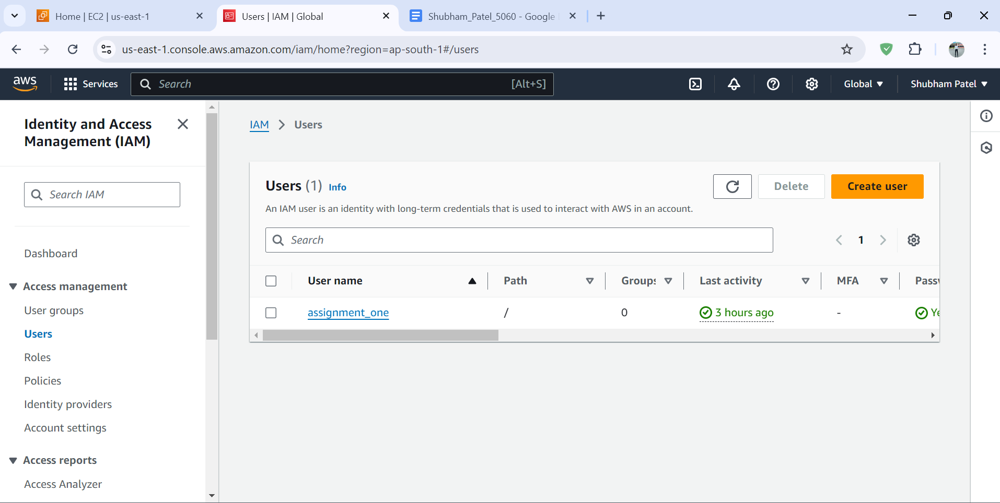 Home | EC2 | us-east-1
Users | IAM | Global
Shubham_Patel_5060 - Google
us-east-1.console.aws.amazon.com/iam/home?region=ap-south-1#/users
aws
Services
Search
[Alt+S]
Global
Shubham Patel
Identity and Access
Management (IAM)
Search IAM
Dashboard
Access management
User groups
Users
Roles
Policies
Identity providers
Account settings
Access reports
Access Analyzer
IAM > Users
Users (1) Info
Delete
Create user
An IAM user is an identity with long-term credentials that is used to interact with AWS in an account.
Search
1
User name
Path
Groups
Last activity
MFA
assignment_one
/
0
3 hours ago
-